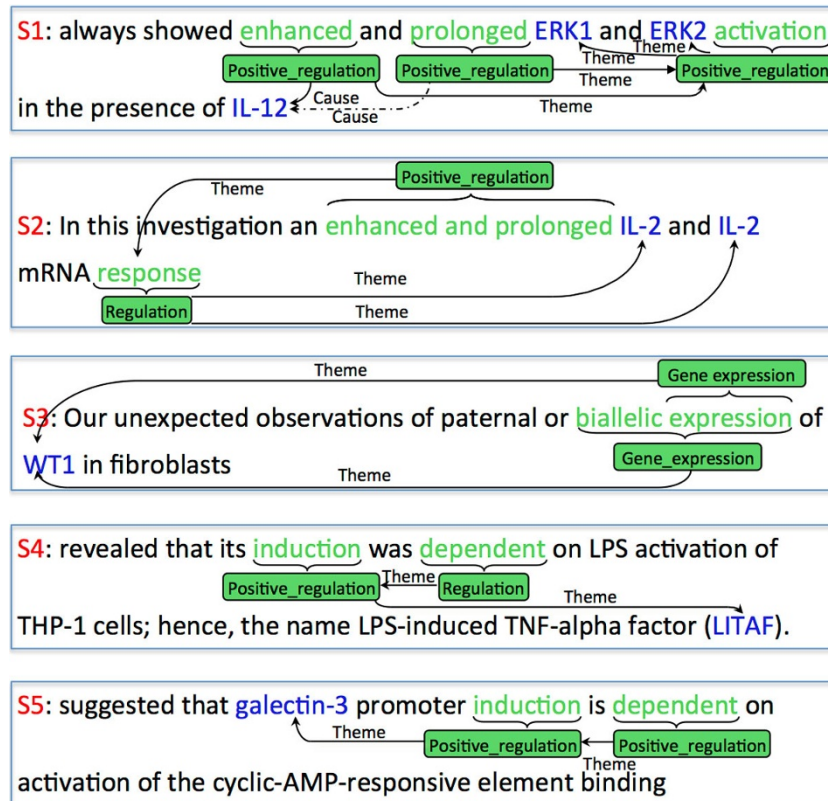 S1: always showed enhanced and prolonged ERK1 and ERK2 activation
Theme
Positive_regulation Positive_regulation Theme Positive_regulation
Theme
in the presence of IL-12 Cause Theme
Cause
Positive_regulation
Theme
S2: In this investigation an enhanced and prolonged IL-2 and IL-2
mRNA response Theme
Regulation Theme
Theme Gene expression
S3: Our unexpected observations of paternal or biallelic expression of
WT1 in fibroblasts Gene_expression
Theme
S4: revealed that its induction was dependent on LPS activation of
Positive_regulation Theme Regulation
Theme
THP-1 cells; hence, the name LPS-induced TNF-alpha factor (LITAF).
S5: suggested that galectin-3 promoter induction is dependent on
Theme Positive_regulation Positive_regulation
Theme
activation of the cyclic-AMP-responsive element binding